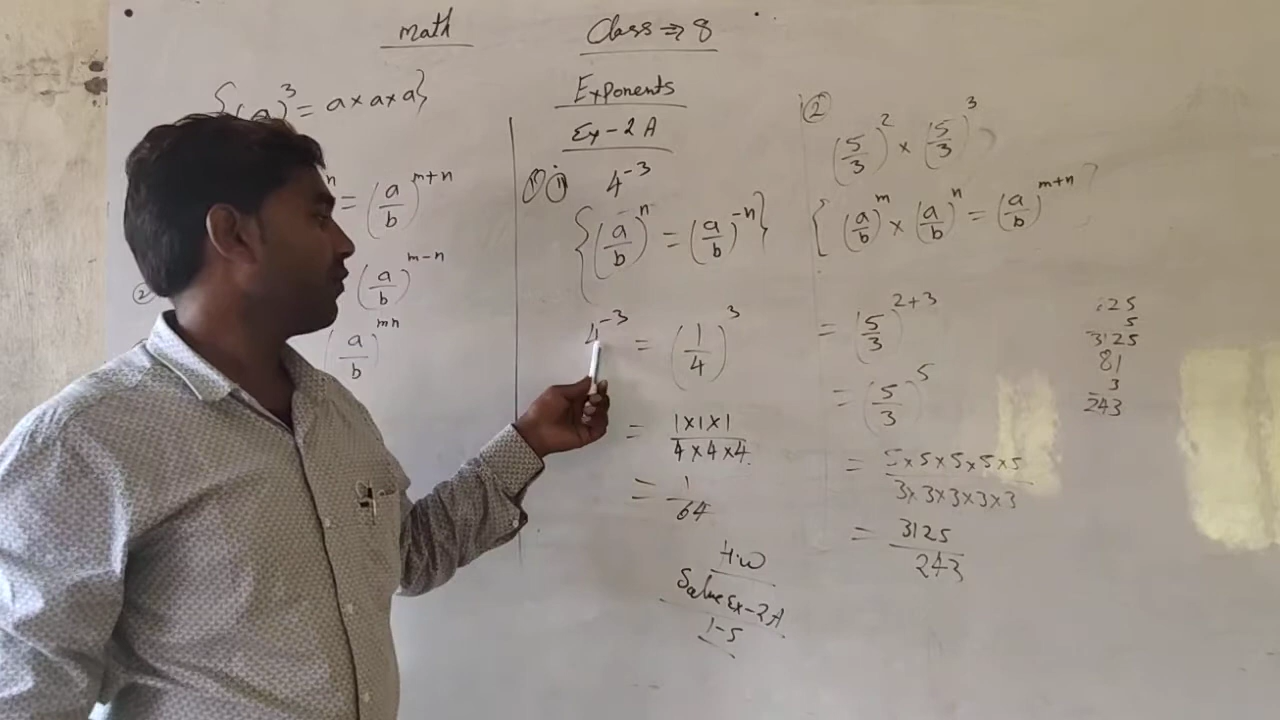 math
Class ⇒ 8
{(a)³ = a × a × a}
n = (a/b)^(m+n)
(a/b)^(m-n)
②
(a/b)^(mn)
Exponents
Ex - 2A
4⁻³
{(a/b)^n = (a/b)^(-n)}
4⁻³ = (1/4)³
= 1×1×1 / 4×4×4
= 1/64
H.W
Ex-2A
1-5
②
(5/3)² × (5/3)³
{(a/b)^m × (a/b)^n = (a/b)^(m+n)
= (5/3)^(2+3)
= (5/3)⁵
= 5×5×5×5×5 / 3×3×3×3×3
= 3125/243
5
3125
81
3
243